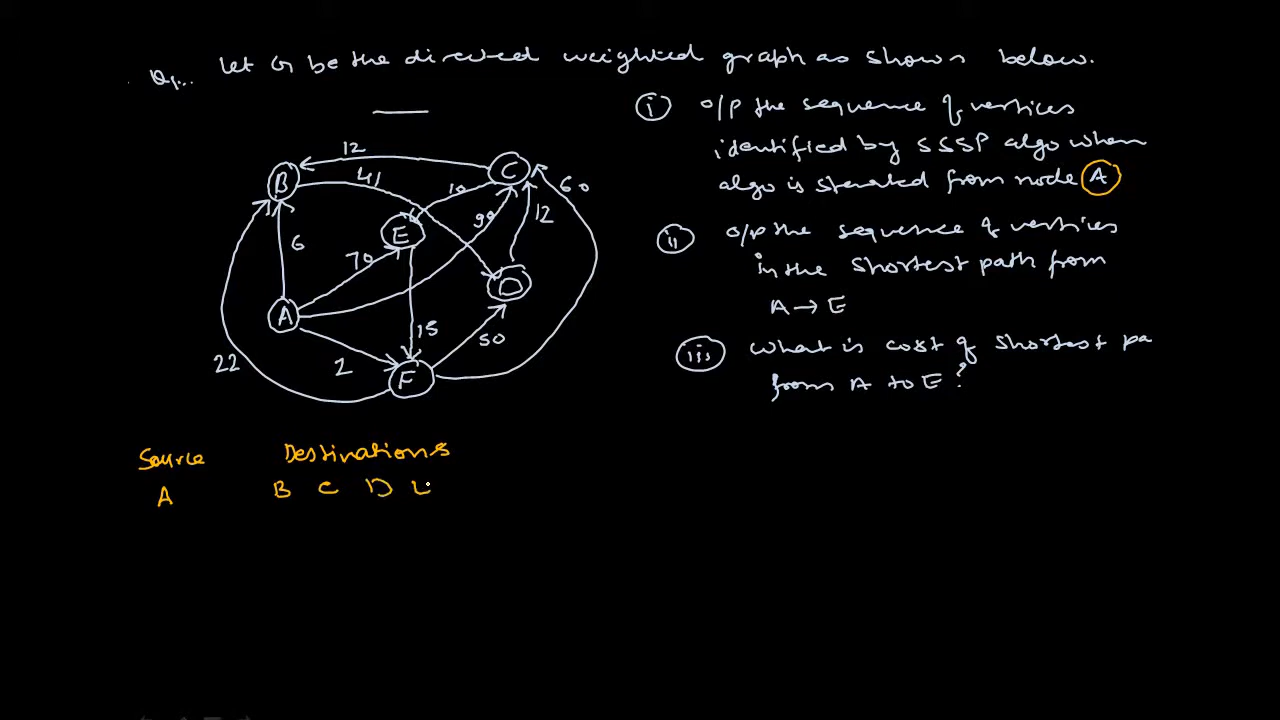 Q1... Let G be the directed weighted graph as shown below.
i o/p the sequence of vertices
identified by SSSP algo when
algo is started from node A
ii o/p the sequence of vertices
in the shortest path from
A → E
iii what is cost of shortest pa
from A to E ?
12
B
41
C
10
60
E
99
12
6
70
D
A
15
50
2
F
22
Source Destinations
A B C D